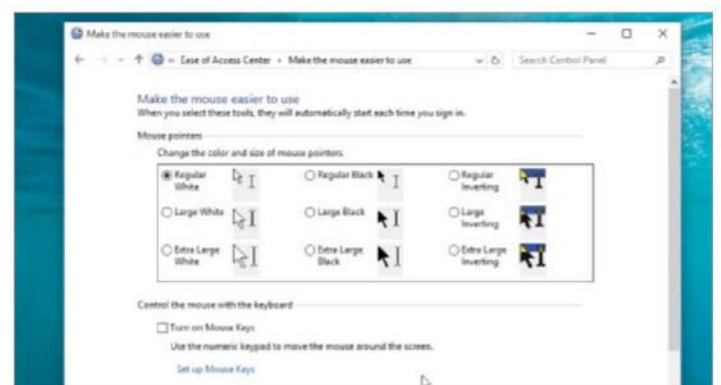 Make the mouse easier to use
« Ease of Access Center › Make the mouse easier to use
Search Control Panel
Make the mouse easier to use
When you select these tools, they will automatically start each time you sign in.
Mouse pointers
Change the color and size of mouse pointers.
Regular White
Regular Black
Regular Inverting
Large White
Large Black
Large Inverting
Extra Large White
Extra Large Black
Extra Large Inverting
Control the mouse with the keyboard
Turn on Mouse Keys
Use the numeric keypad to move the mouse around the screen.
Set up Mouse Keys